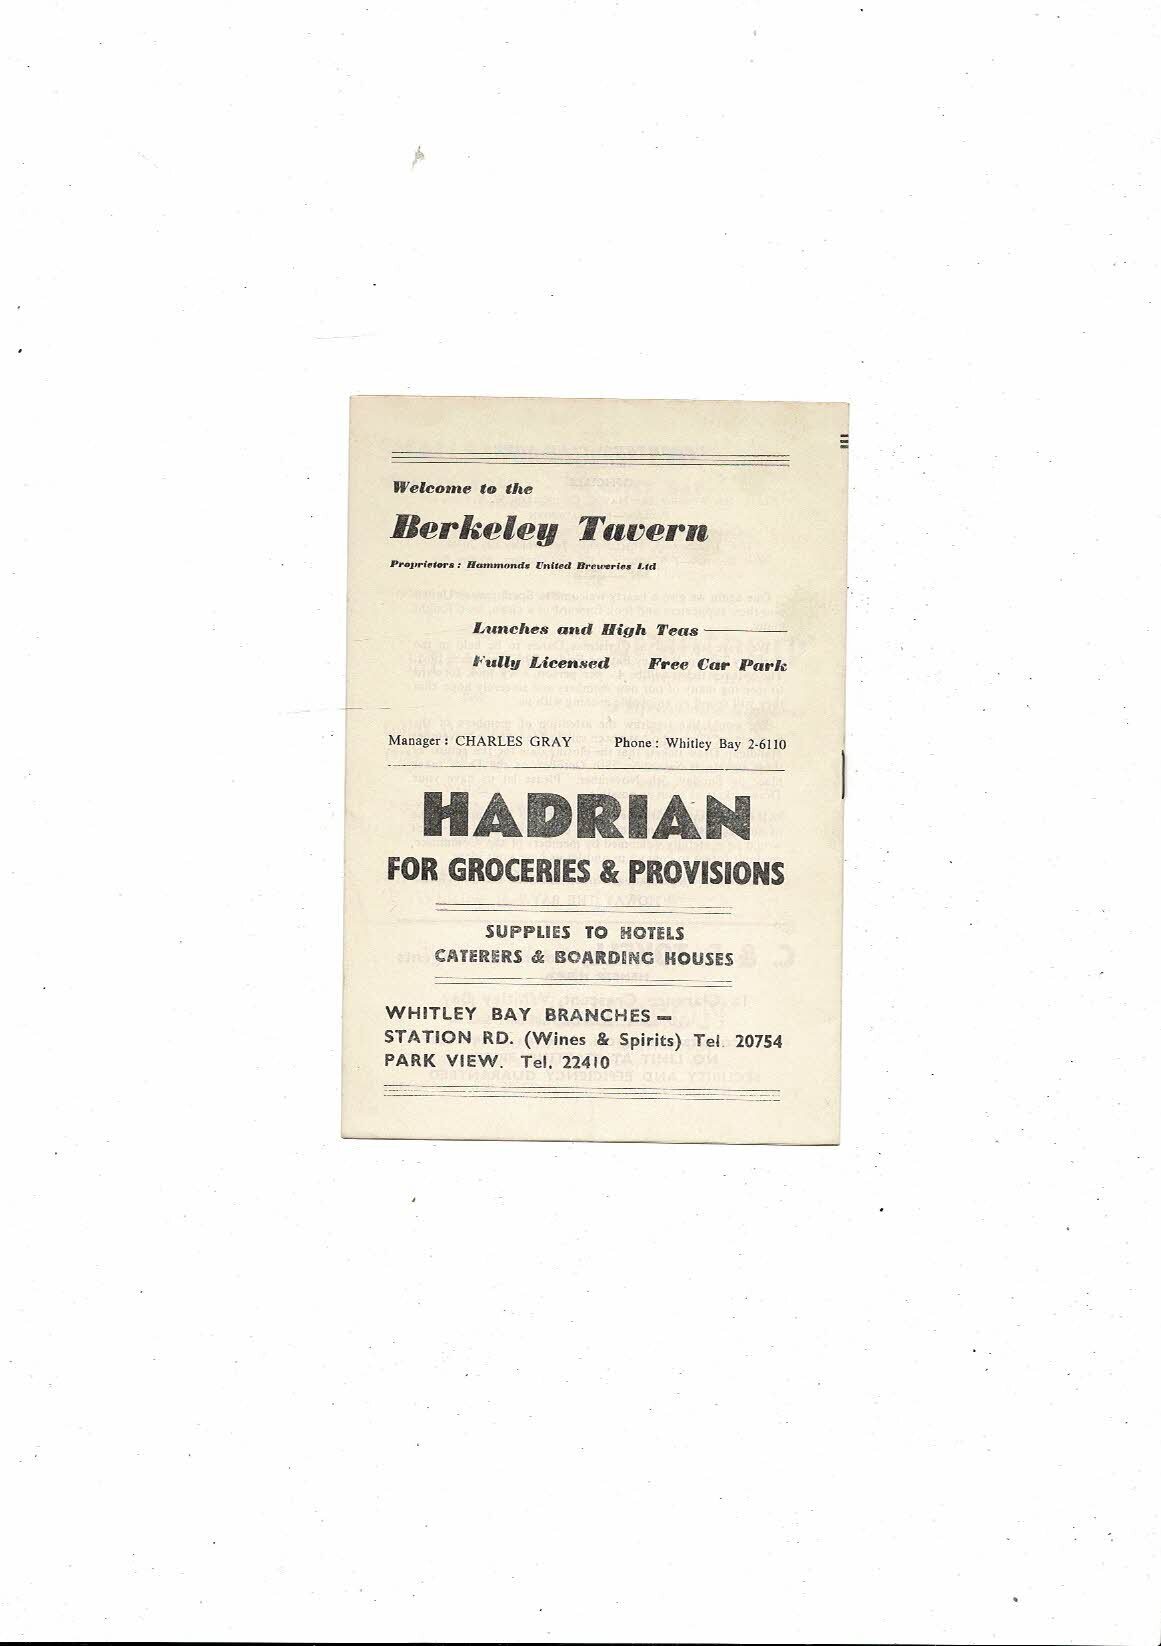 Welcome to the
Berkeley Tavern
Proprietors : Hammonds United Breweries Ltd
Lunches and High Teas
Fully Licensed Free Car Park
Manager : CHARLES GRAY Phone : Whitley Bay 2-6110
HADRIAN
FOR GROCERIES & PROVISIONS
SUPPLIES TO HOTELS
CATERERS & BOARDING HOUSES
WHITLEY BAY BRANCHES —
STATION RD. (Wines & Spirits) Tel. 20754
PARK VIEW. Tel. 22410